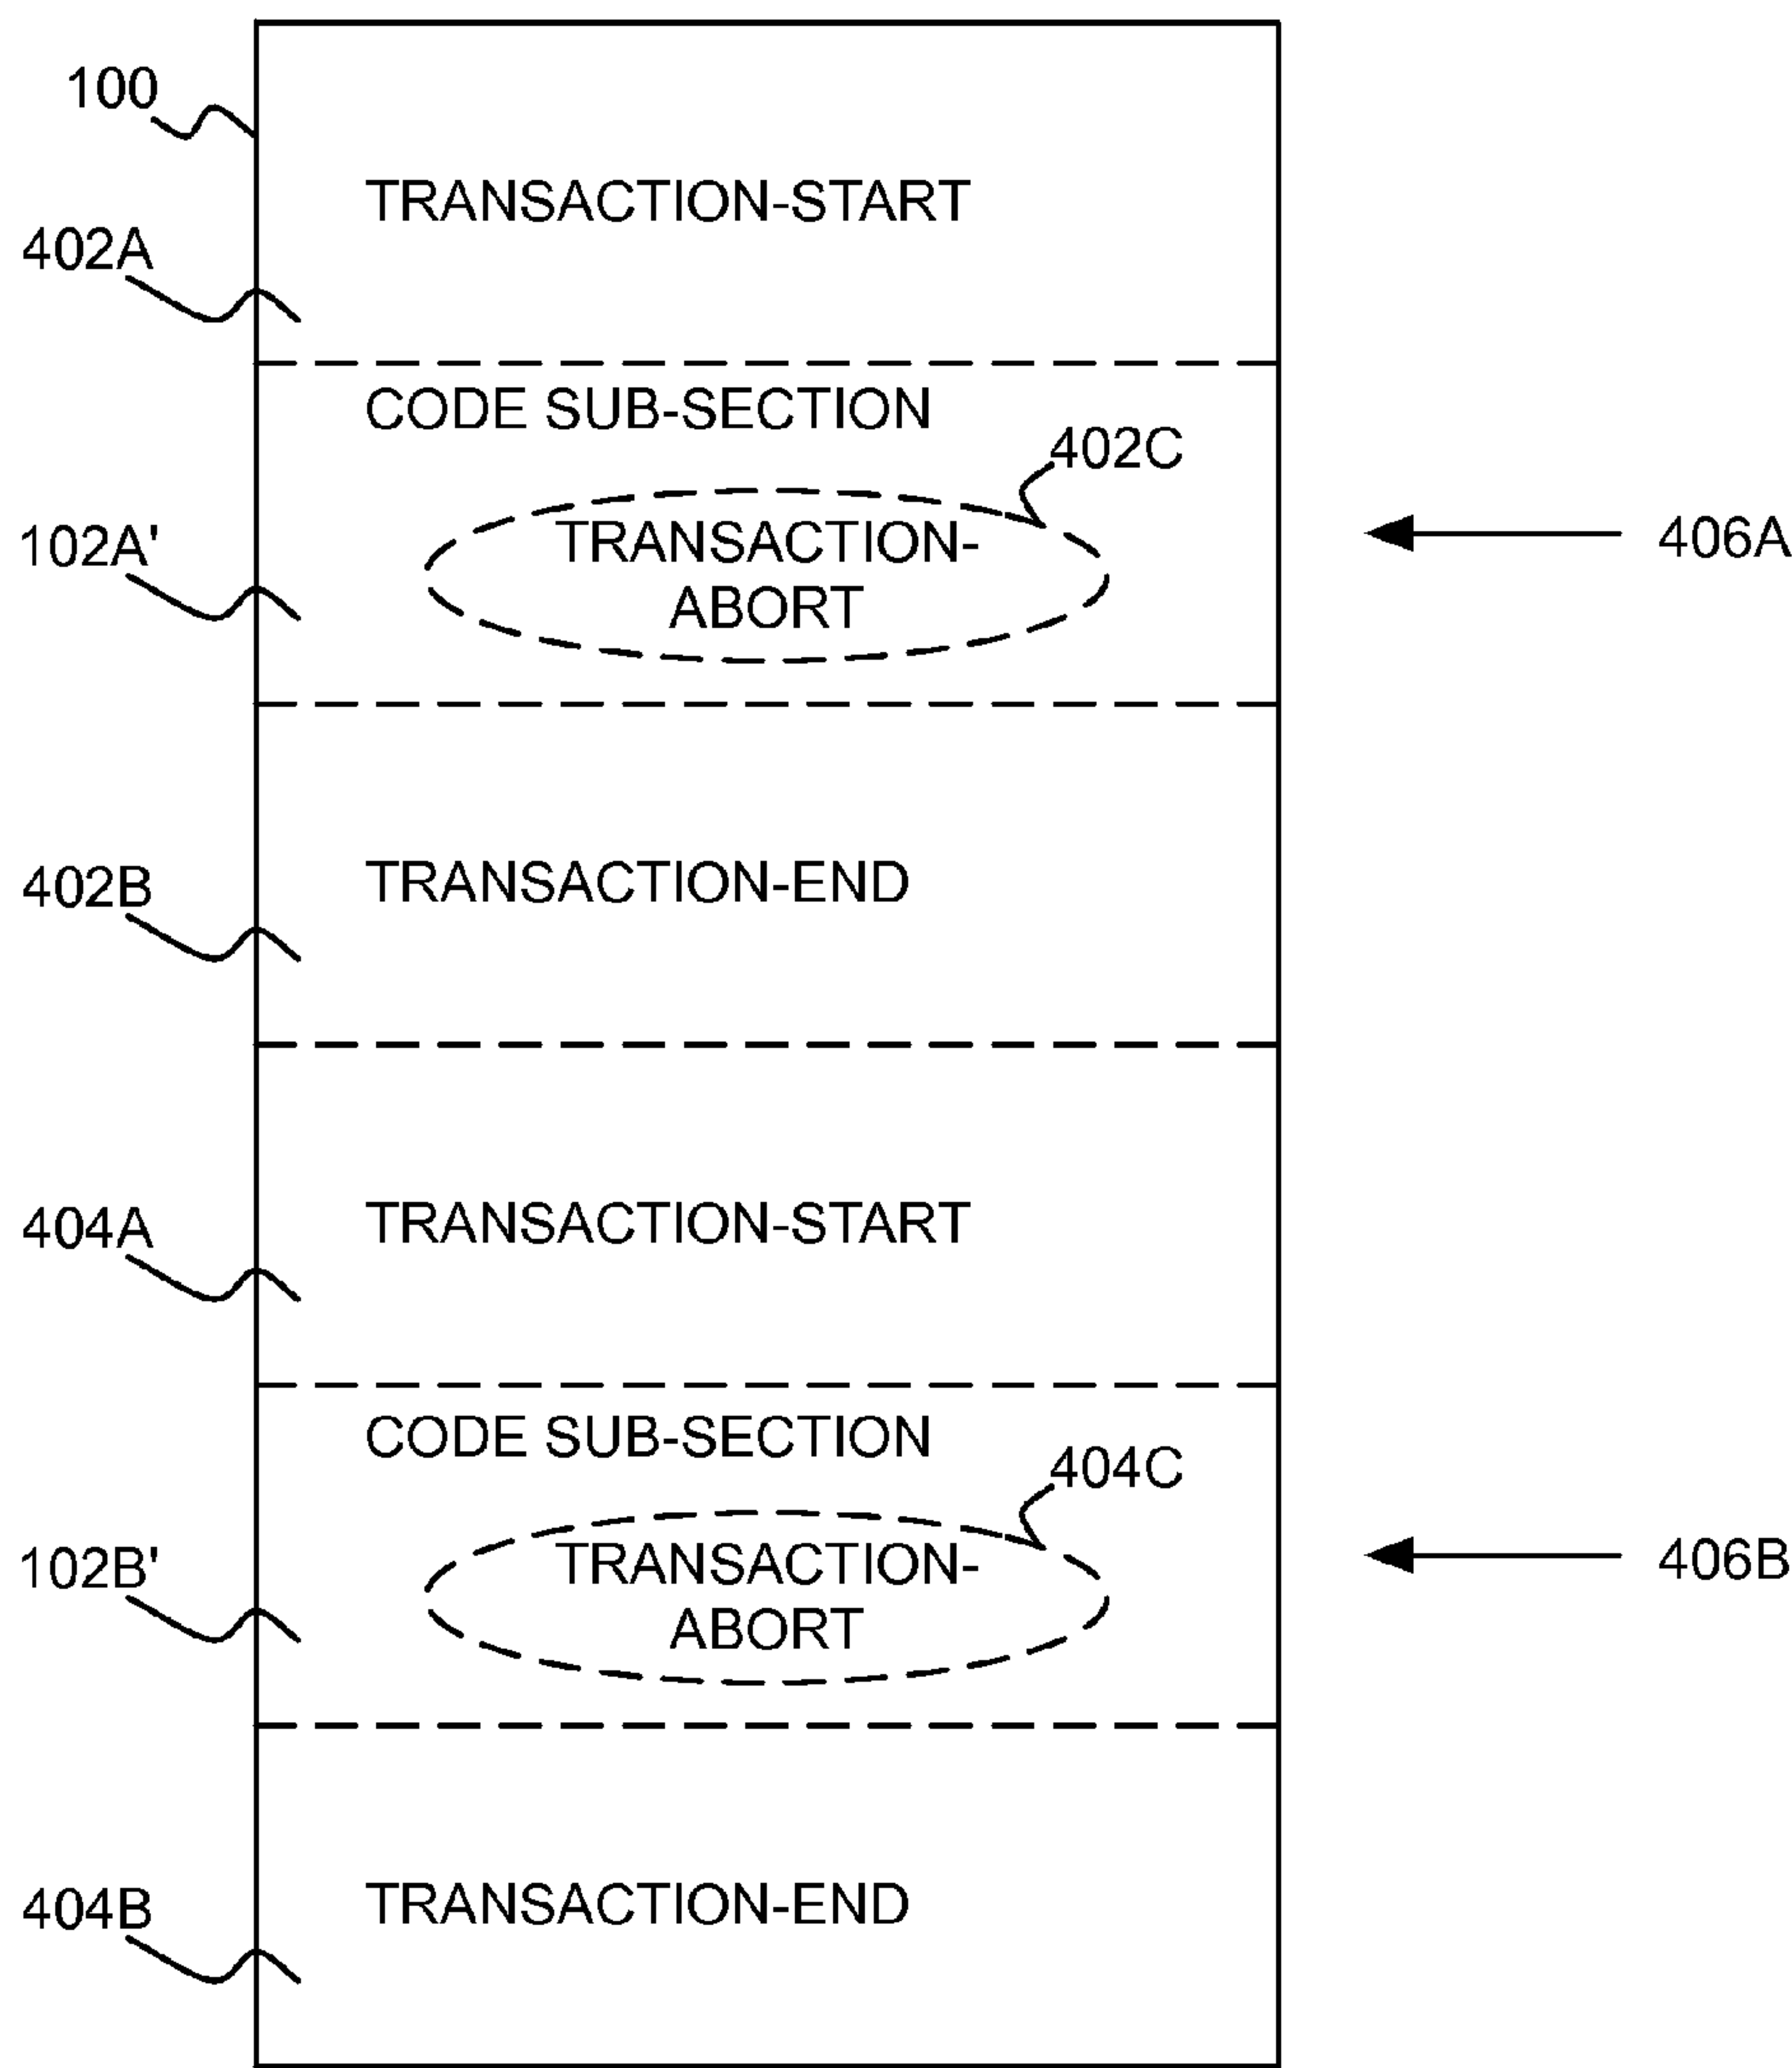 100
TRANSACTION-START
402A
CODE SUB-SECTION
402C
102A'
TRANSACTION-
ABORT
406A
402B
TRANSACTION-END
404A
TRANSACTION-START
CODE SUB-SECTION
404C
102B'
TRANSACTION-
ABORT
406B
404B
TRANSACTION-END